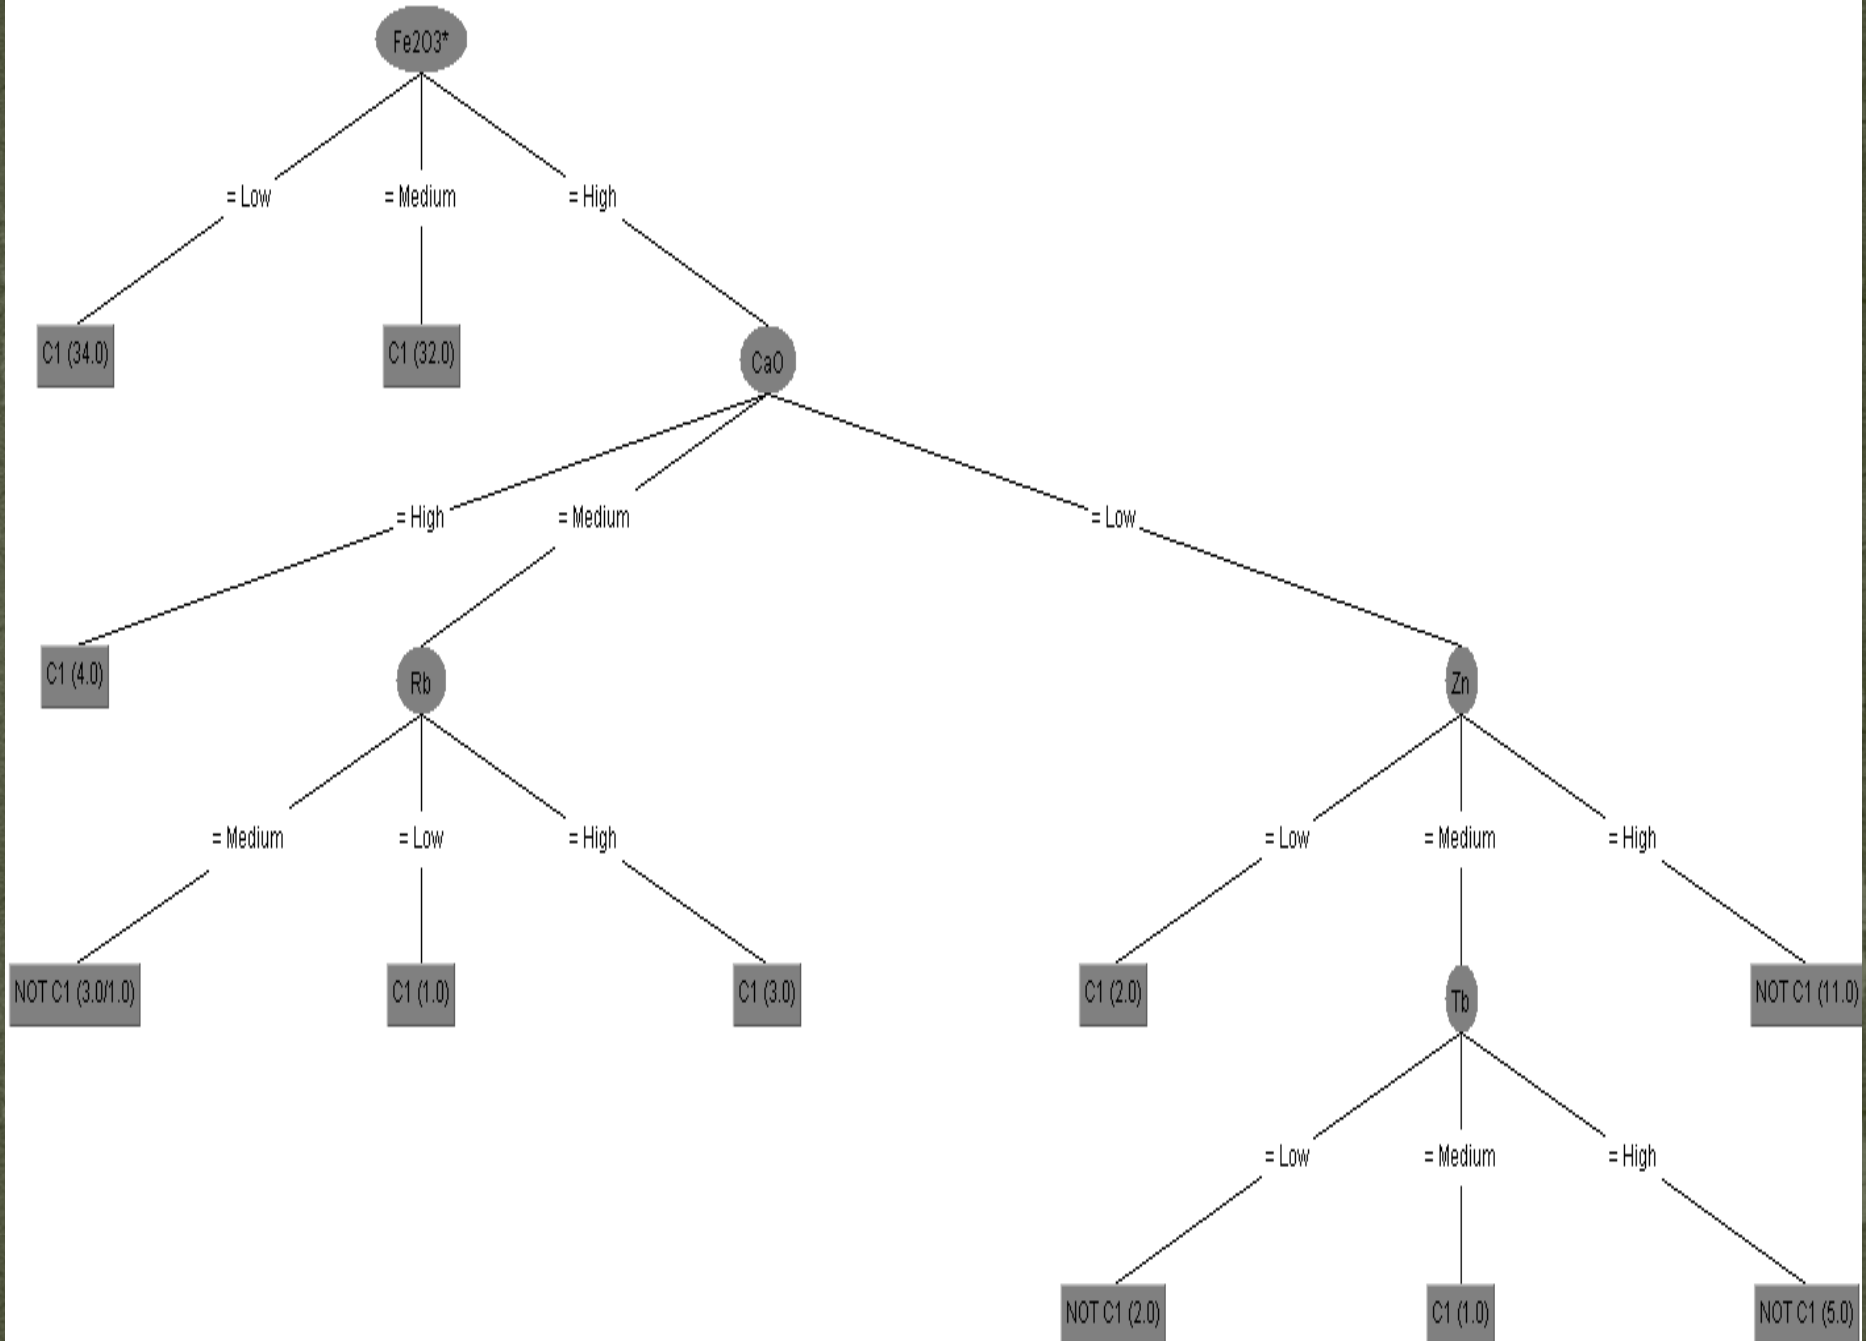 Fe2O3*
= Low
= Medium
= High
C1 (34.0)
C1 (32.0)
CaO
= High
= Medium
= Low
C1 (4.0)
Rb
Zn
= Medium
= Low
= High
= Low
= Medium
= High
NOT C1 (3.0/1.0)
C1 (1.0)
C1 (3.0)
C1 (2.0)
Tb
NOT C1 (11.0)
= Low
= Medium
= High
NOT C1 (2.0)
C1 (1.0)
NOT C1 (5.0)